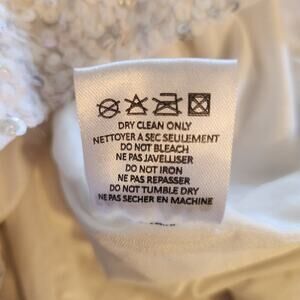 DRY CLEAN ONLY
NETTOYER A SEC SEULEMENT
DO NOT BLEACH
NE PAS JAVELLISER
DO NOT IRON
NE PAS REPASSER
DO NOT TUMBLE DRY
NE PAS SECHER EN MACHINE